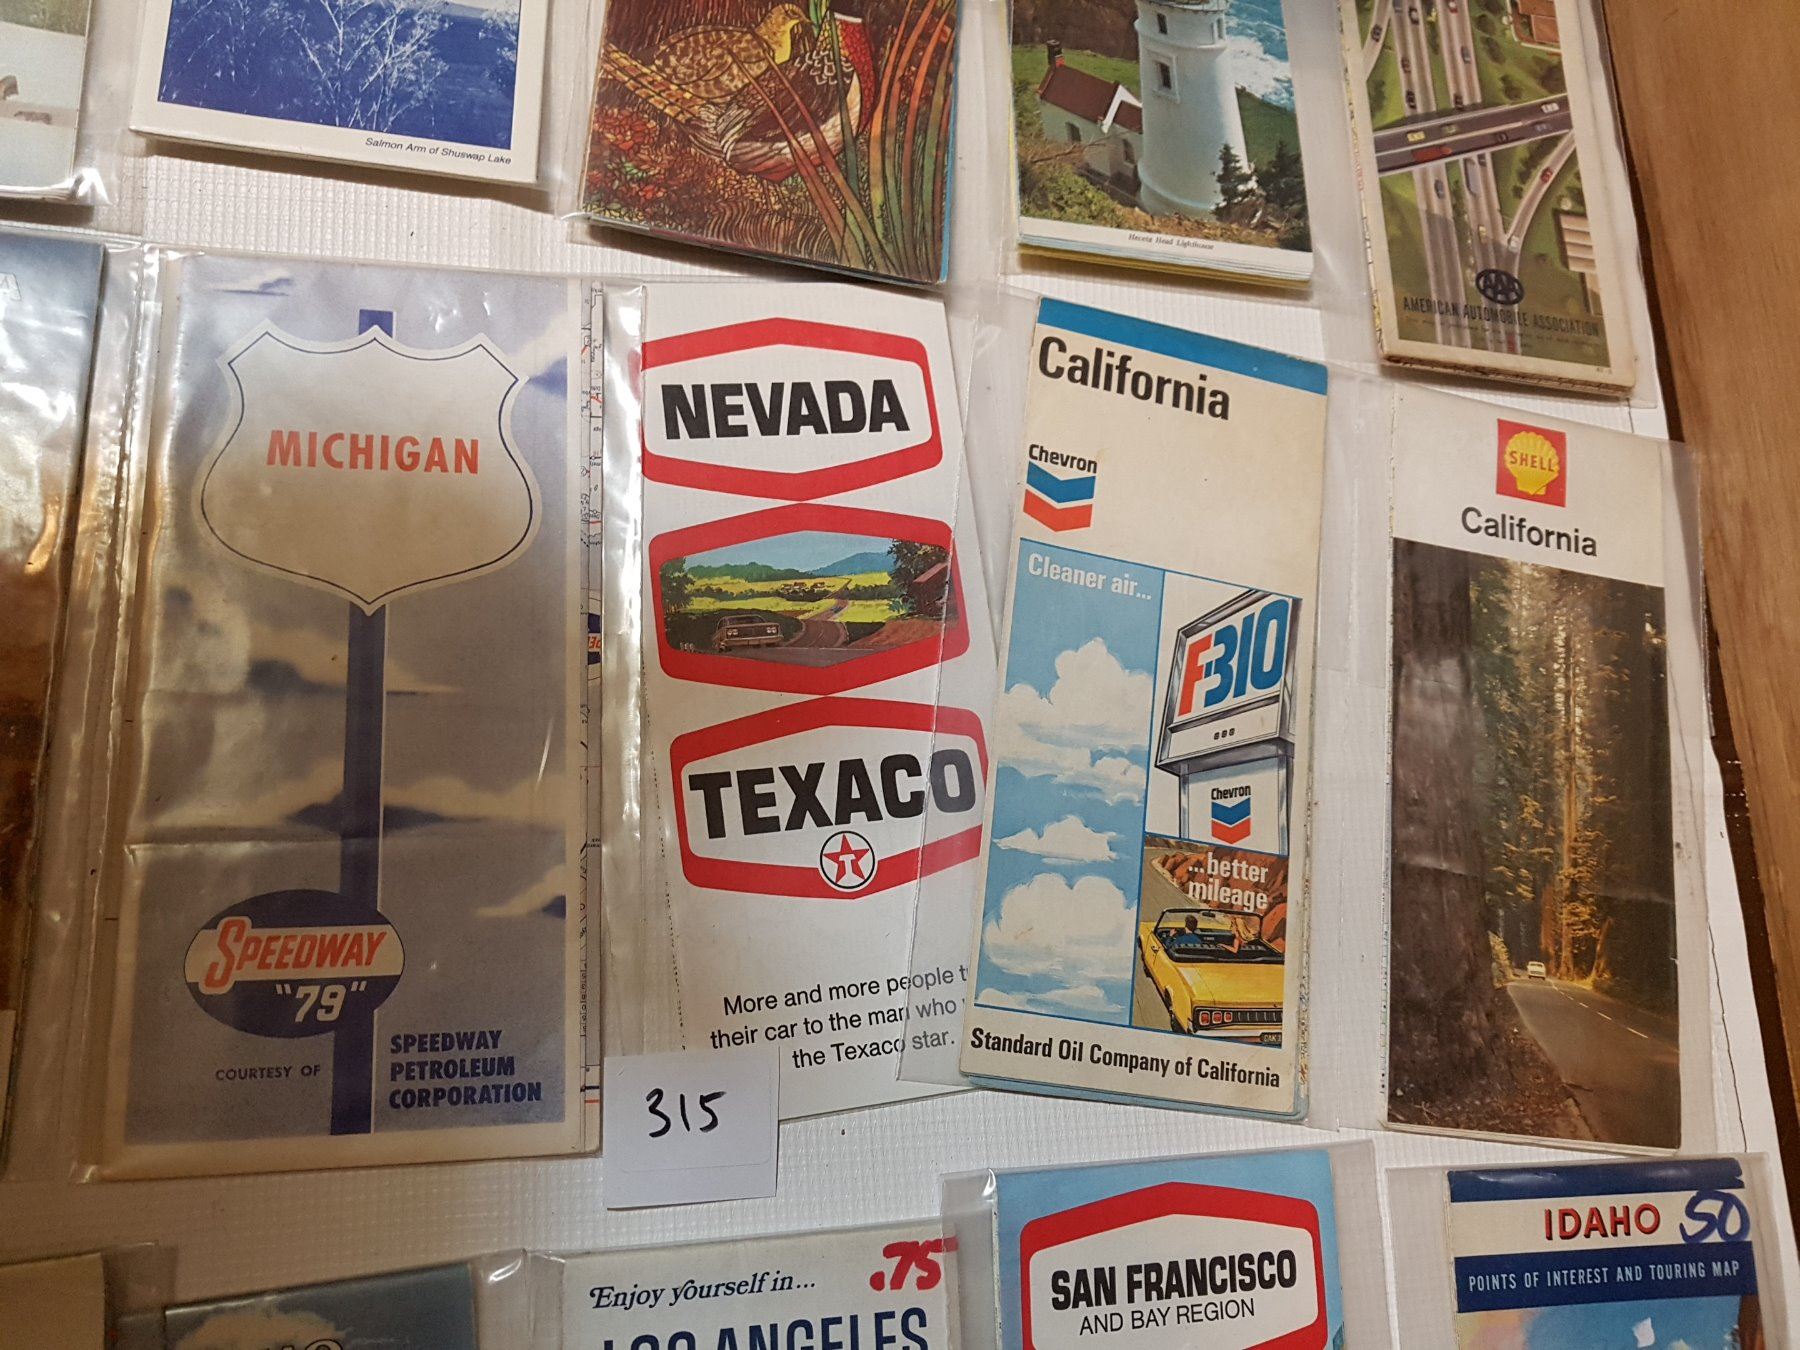 Salmon Arm of Shuswap Lake
Heceta Head Lighthouse
AAA
AMERICAN AUTOMOBILE ASSOCIATION
MICHIGAN
SPEEDWAY
"79"
COURTESY OF
SPEEDWAY
PETROLEUM
CORPORATION
NEVADA
TEXACO
T
More and more people t
their car to the man who
the Texaco star.
315
California
Chevron
Cleaner air...
F-310
Chevron
...better
mileage
Standard Oil Company of California
SHELL
California
Enjoy yourself in...
.75
LOS ANGELES
SAN FRANCISCO
AND BAY REGION
IDAHO
50
POINTS OF INTEREST AND TOURING MAP